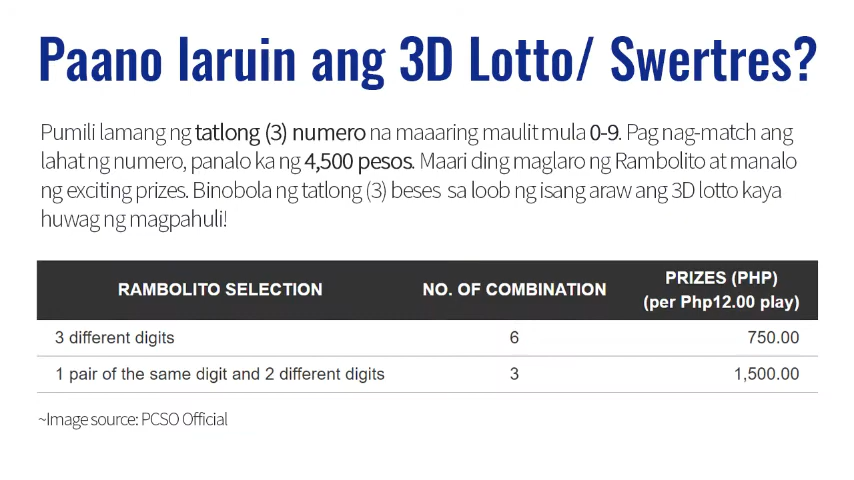 Paano laruin ang 3D Lotto/ Swertres?
Pumili lamang ng tatlong (3) numero na maaaring maulit mula 0-9. Pag nag-match ang
lahat ng numero, panalo ka ng 4,500 pesos. Maari ding maglaro ng Rambolito at manalo
ng exciting prizes. Binobola ng tatlong (3) beses sa loob ng isang araw ang 3D lotto kaya
huwag ng magpahuli!
RAMBOLITO SELECTION NO. OF COMBINATION PRIZES (PHP)
(per Php12.00 play)
3 different digits 6 750.00
1 pair of the same digit and 2 different digits 3 1,500.00
~Image source: PCSO Official